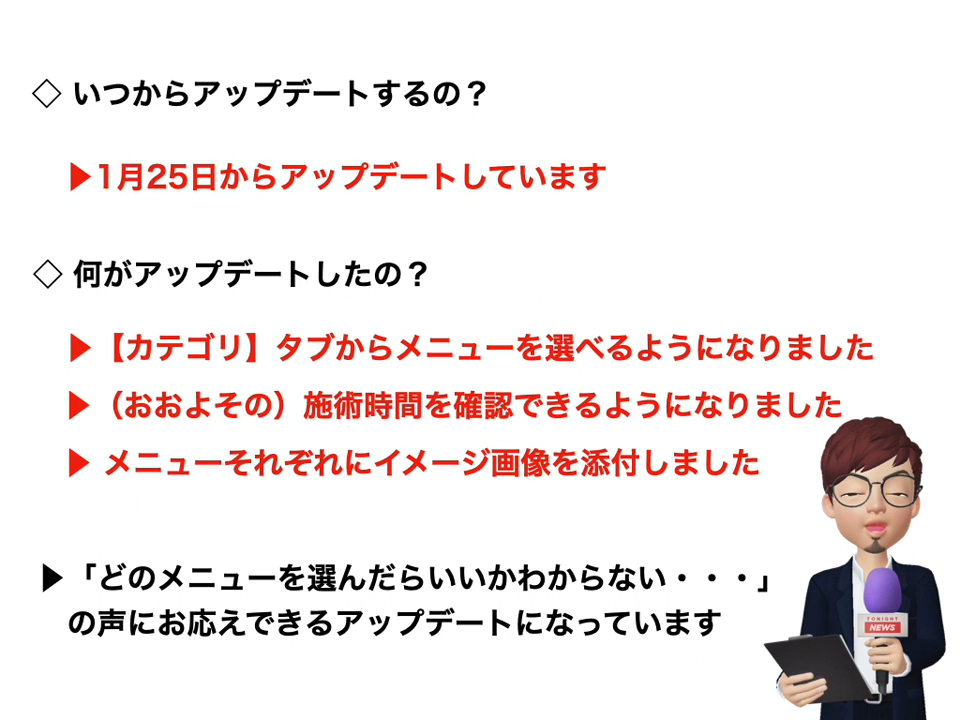 ◇ いつからアップデートするの？
▶1月25日からアップデートしています
◇ 何がアップデートしたの？
▶【カテゴリ】タブからメニューを選べるようになりました
▶（おおよその）施術時間を確認できるようになりました
▶ メニューそれぞれにイメージ画像を添付しました
▶「どのメニューを選んだらいいかわからない・・・」
の声にお応えできるアップデートになっています
TONIGHT
NEWS